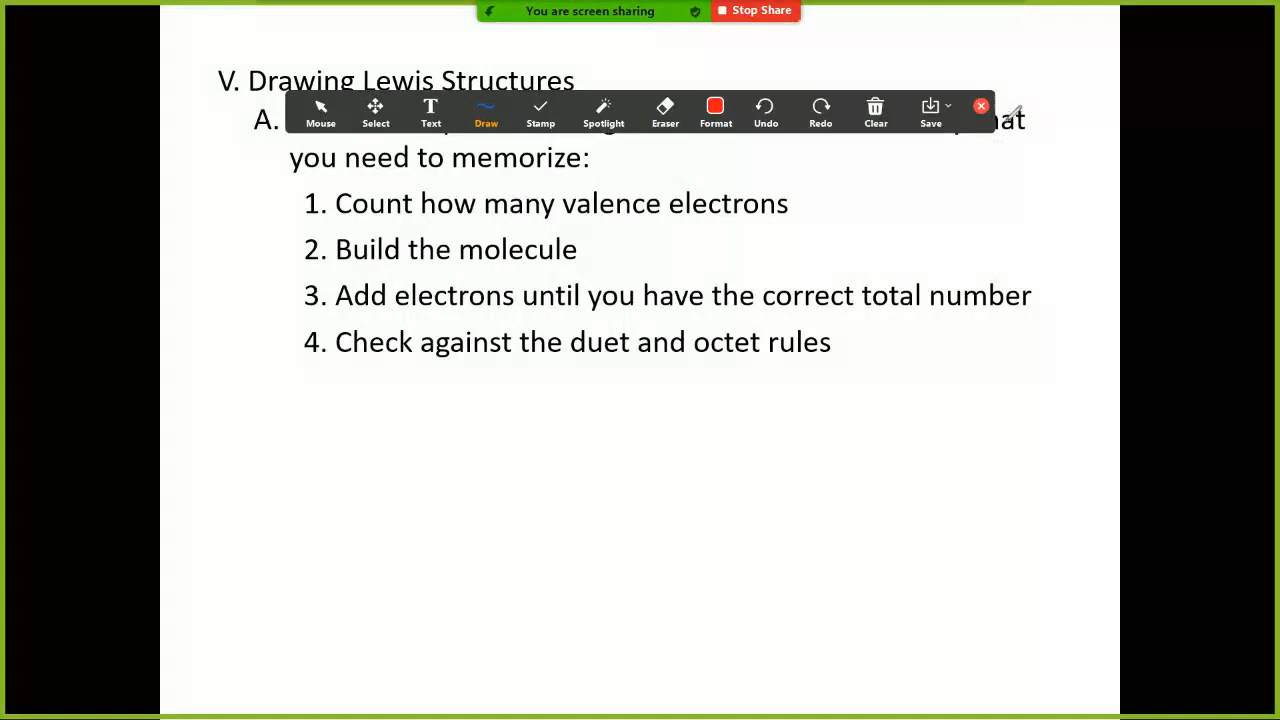 You are screen sharing
Stop Share
V. Drawing Lewis Structures
Mouse Select Text Draw Stamp Spotlight Eraser Format Undo Redo Clear Save
A.
you need to memorize:
1. Count how many valence electrons
2. Build the molecule
3. Add electrons until you have the correct total number
4. Check against the duet and octet rules